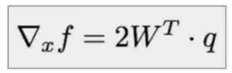 ∇ₓf = 2Wᵀ · q